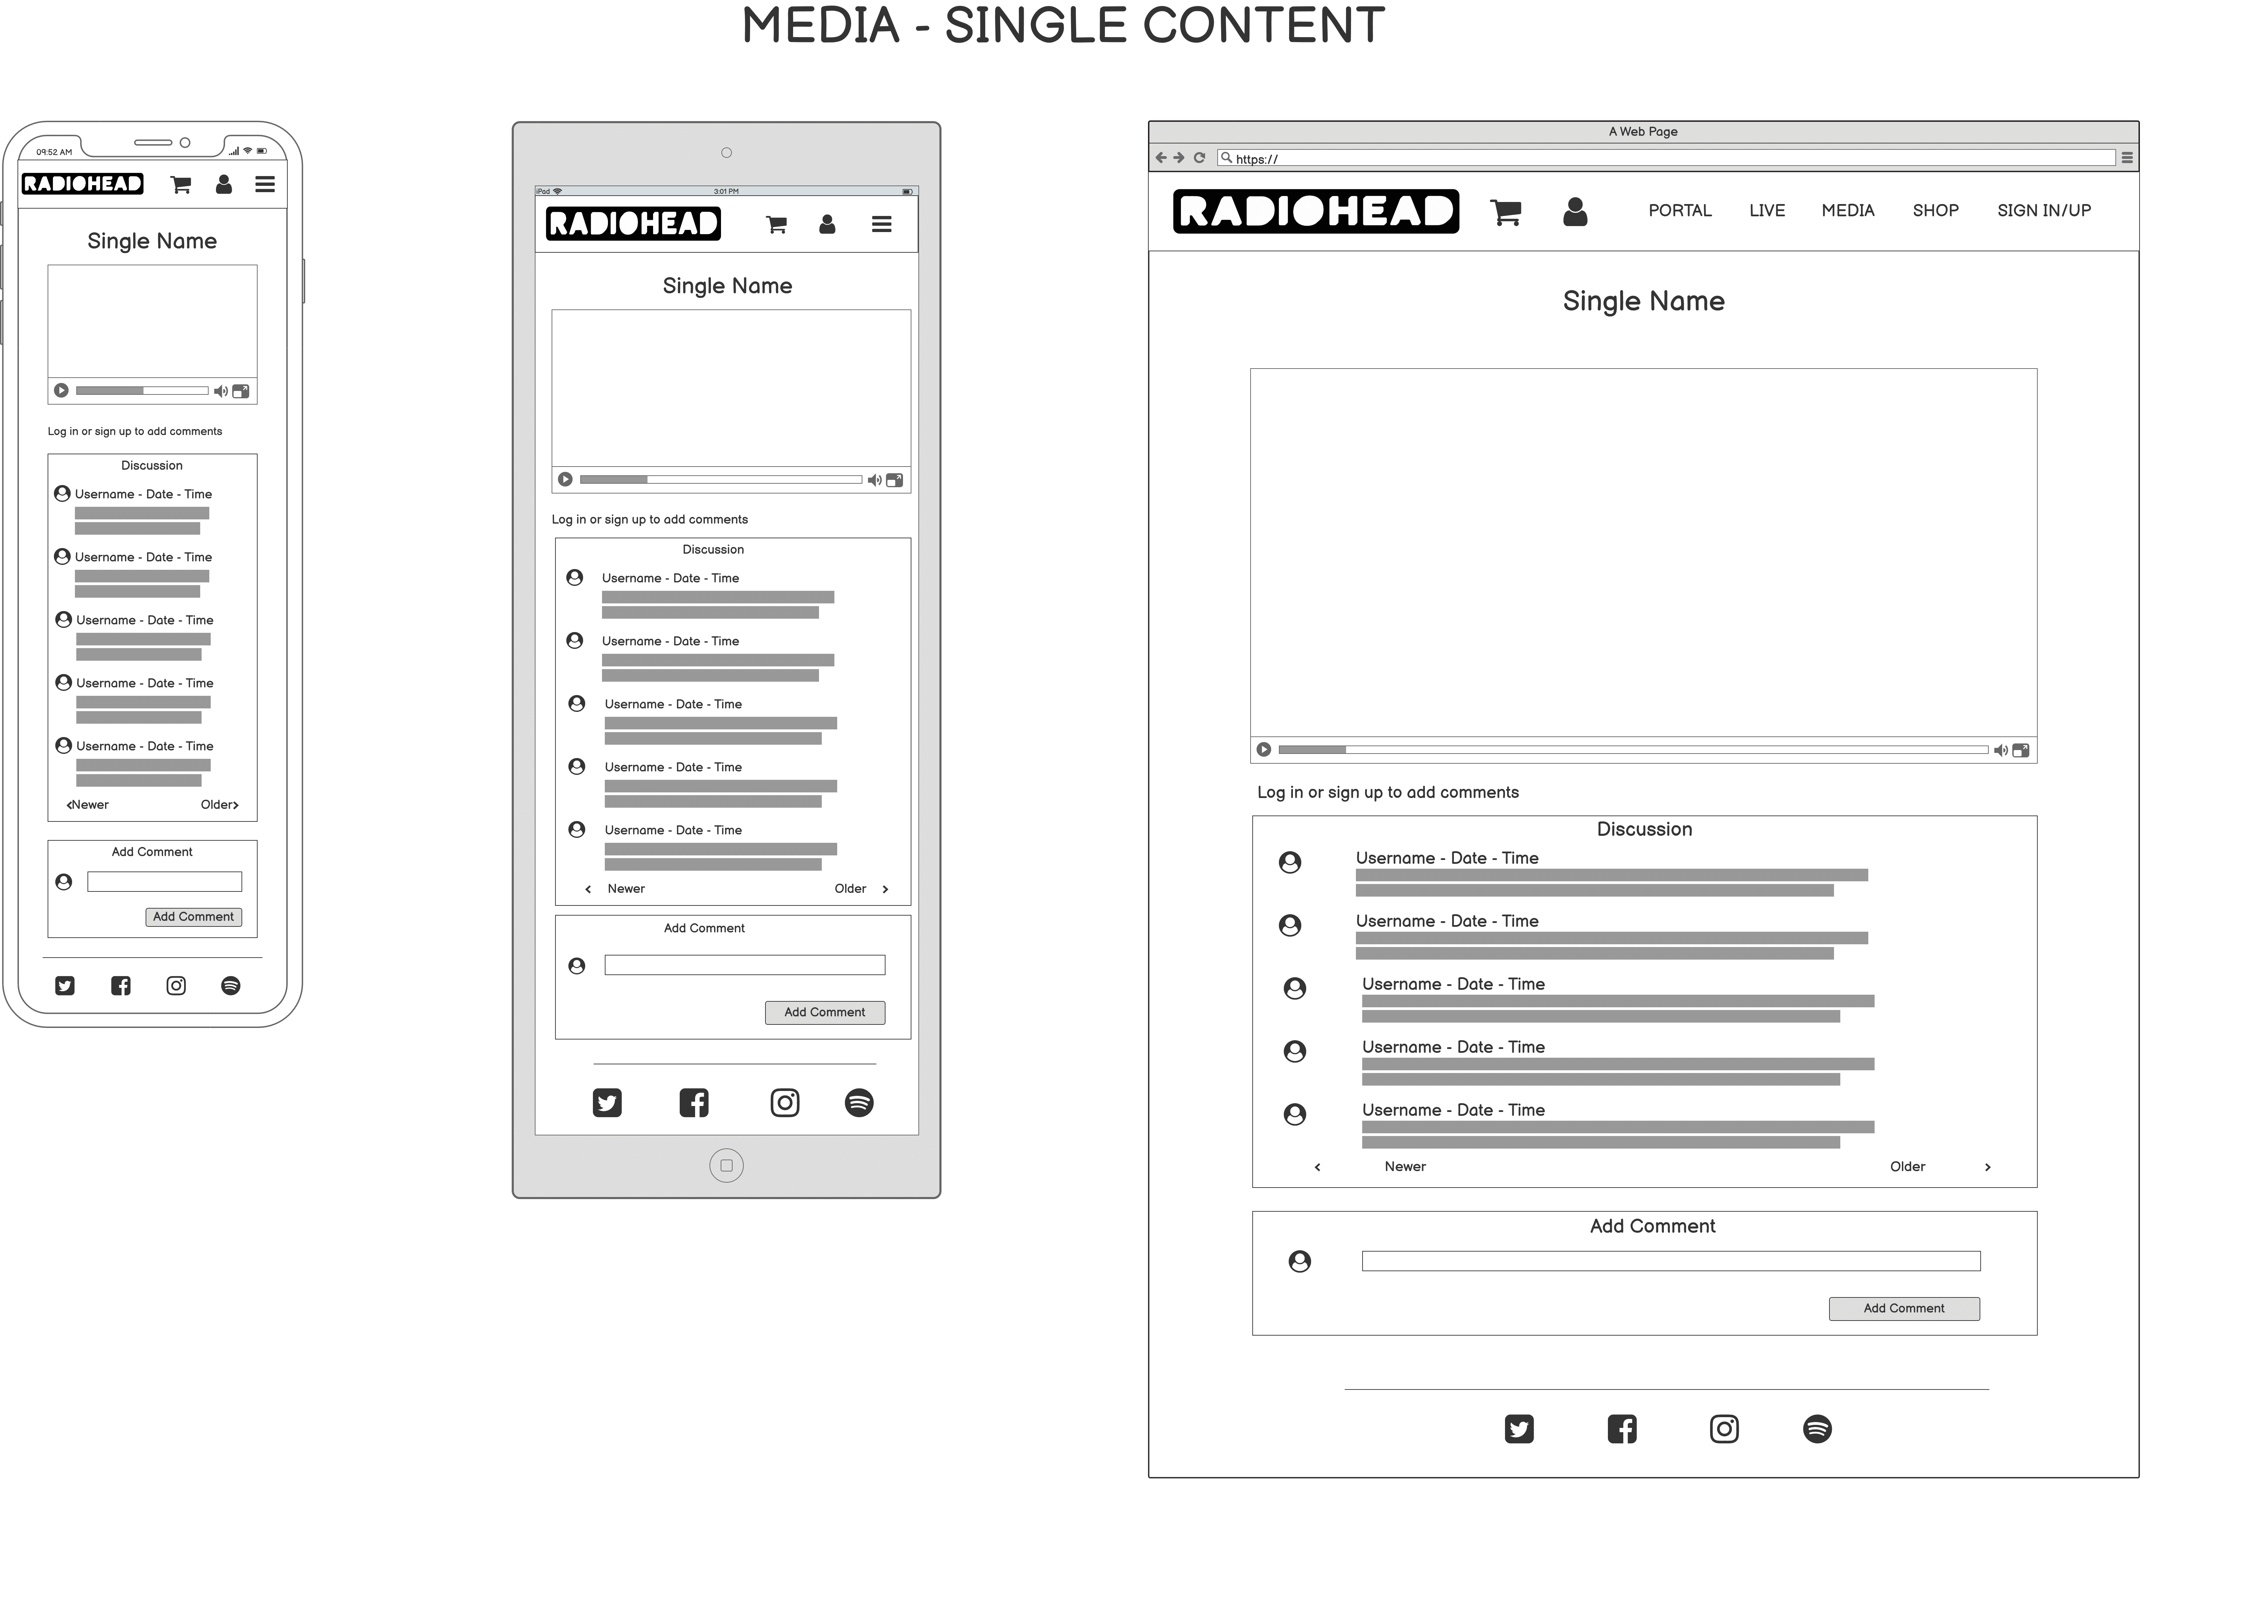 MEDIA - SINGLE CONTENT
09:52 AM
RADIOHEAD
Single Name
Log in or sign up to add comments
Discussion
Username - Date - Time
Username - Date - Time
Username - Date - Time
Username - Date - Time
Username - Date - Time
Newer Older
Add Comment
Add Comment
iPad 3:01 PM
RADIOHEAD
Single Name
Log in or sign up to add comments
Discussion
Username - Date - Time
Username - Date - Time
Username - Date - Time
Username - Date - Time
Username - Date - Time
Newer Older
Add Comment
Add Comment
A Web Page
https://
RADIOHEAD PORTAL LIVE MEDIA SHOP SIGN IN/UP
Single Name
Log in or sign up to add comments
Discussion
Username - Date - Time
Username - Date - Time
Username - Date - Time
Username - Date - Time
Username - Date - Time
Newer Older
Add Comment
Add Comment